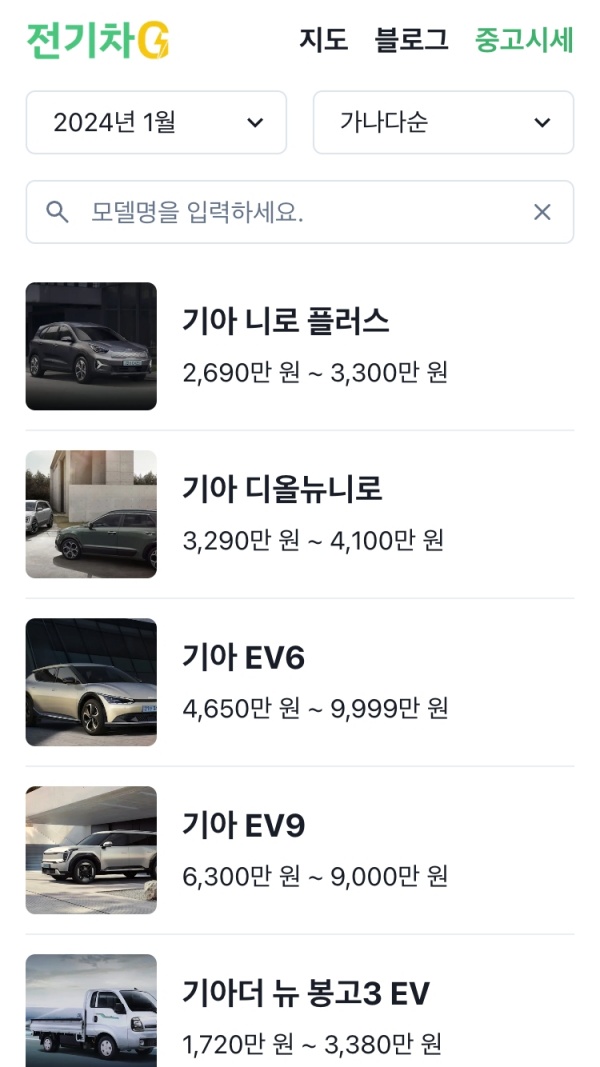 전기차G
지도 블로그 중고시세
2024년 1월 가나다순
모델명을 입력하세요.
기아 니로 플러스
2,690만 원 ~ 3,300만 원
기아 디올뉴니로
3,290만 원 ~ 4,100만 원
기아 EV6
4,650만 원 ~ 9,999만 원
기아 EV9
6,300만 원 ~ 9,000만 원
기아더 뉴 봉고3 EV
1,720만 원 ~ 3,380만 원